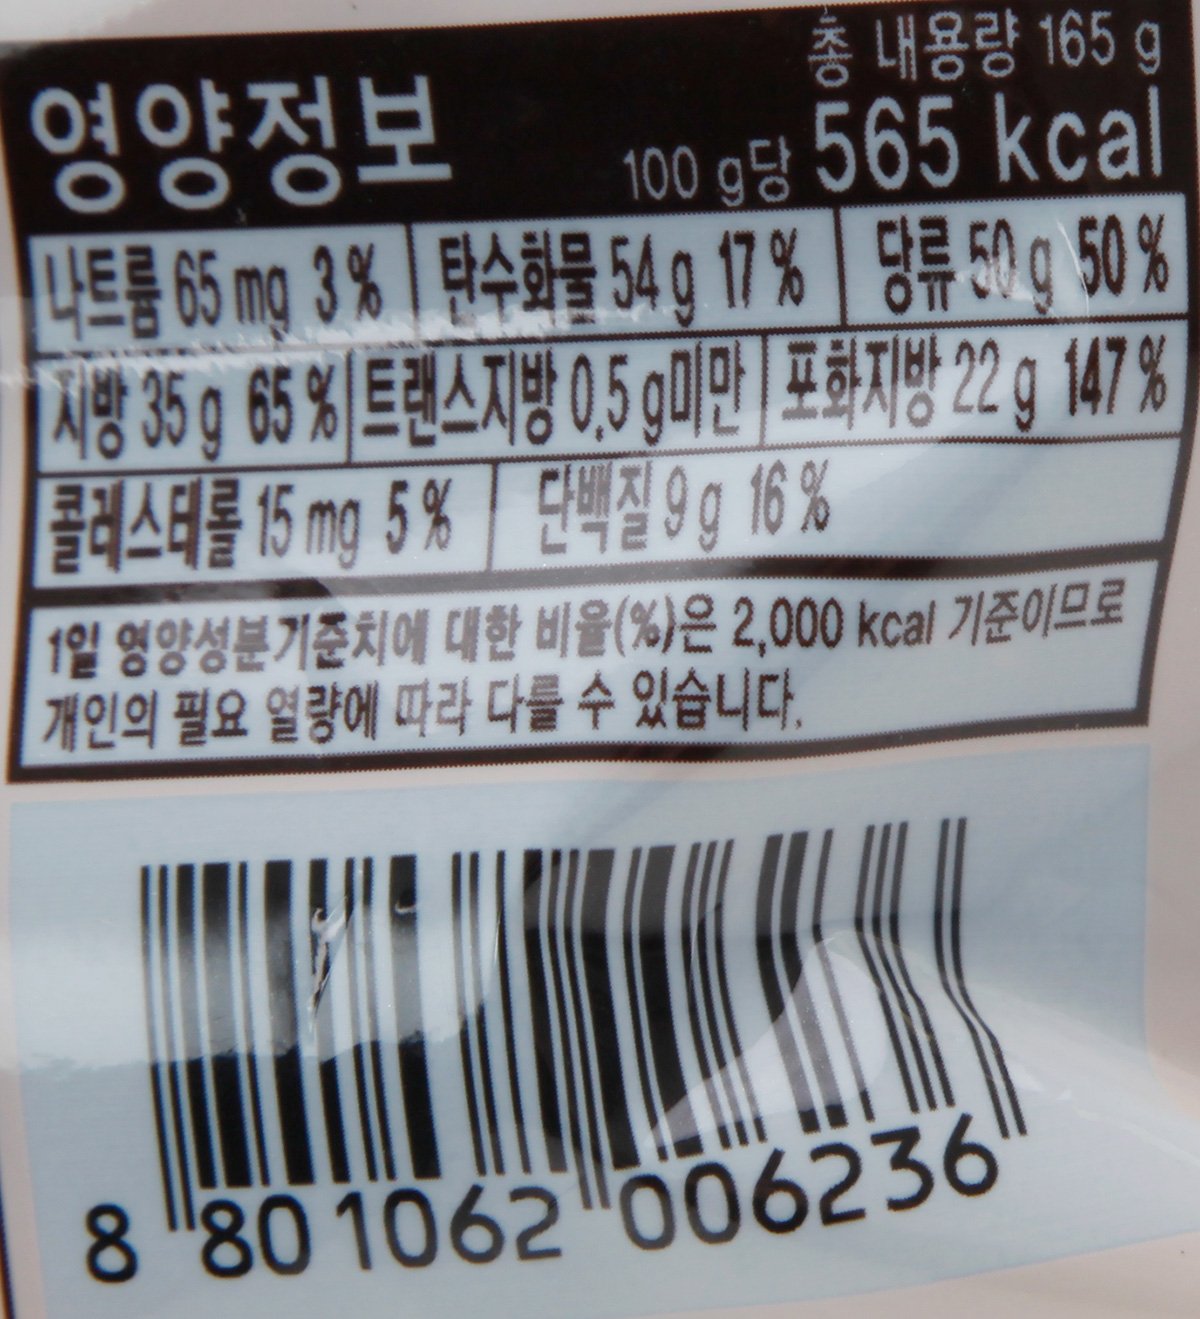 총 내용량 165 g
영양정보 100 g당 565 kcal
나트륨 65 mg 3 % 탄수화물 54 g 17 % 당류 50 g 50 %
지방 35 g 65 % 트랜스지방 0.5 g미만 포화지방 22 g 147 %
콜레스테롤 15 mg 5 % 단백질 9 g 16 %
1일 영양성분기준치에 대한 비율(%)은 2,000 kcal 기준이므로
개인의 필요 열량에 따라 다를 수 있습니다.
8 801062 006236